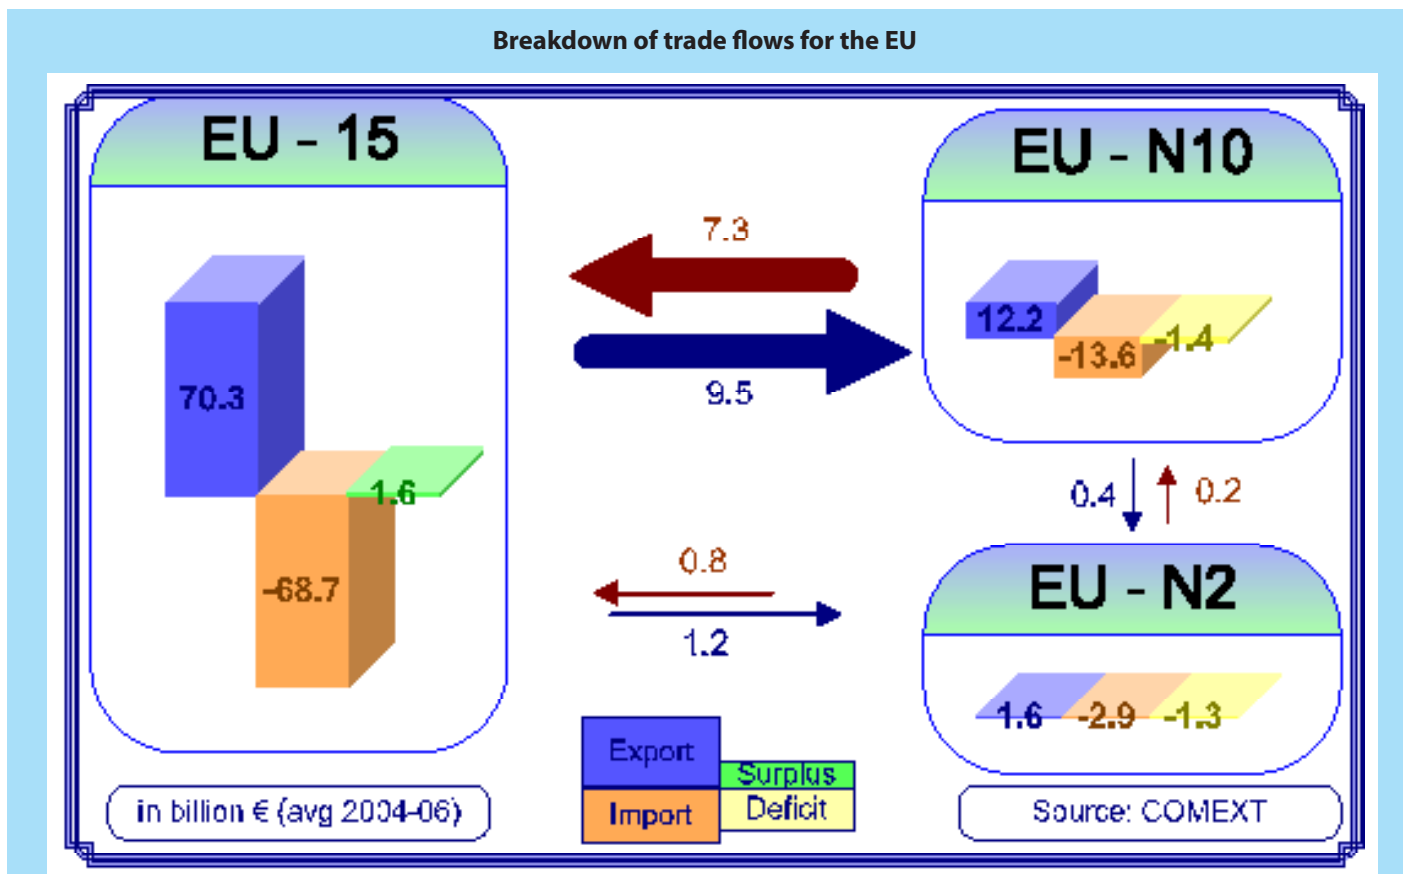 Breakdown of trade flows for the EU
EU - 15
70.3
1.6
-68.7
in billion € (avg 2004-06)
7.3
9.5
0.8
1.2
Export
Import
Surplus
Deficit
EU - N10
12.2
-13.6
-1.4
0.4
0.2
EU - N2
1.6
-2.9
-1.3
Source: COMEXT